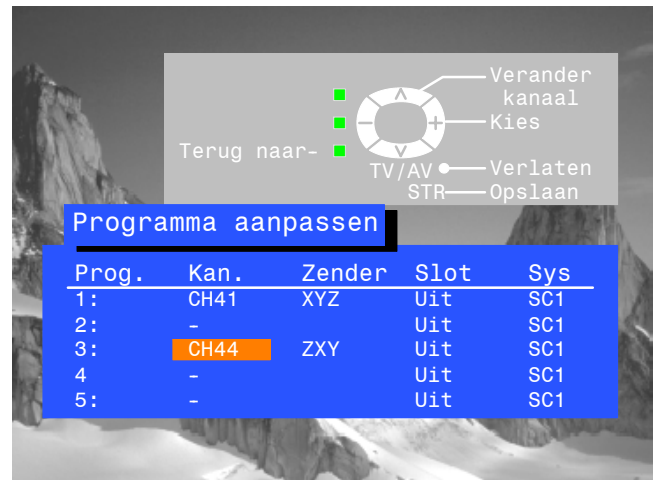 Verander
kanaal
Kies
Terug naar-
TV/AV
Verlaten
STR
Opslaan
Programma aanpassen
Prog. Kan. Zender Slot Sys
1: CH41 XYZ Uit SC1
2: - Uit SC1
3: CH44 ZXY Uit SC1
4 - Uit SC1
5: - Uit SC1